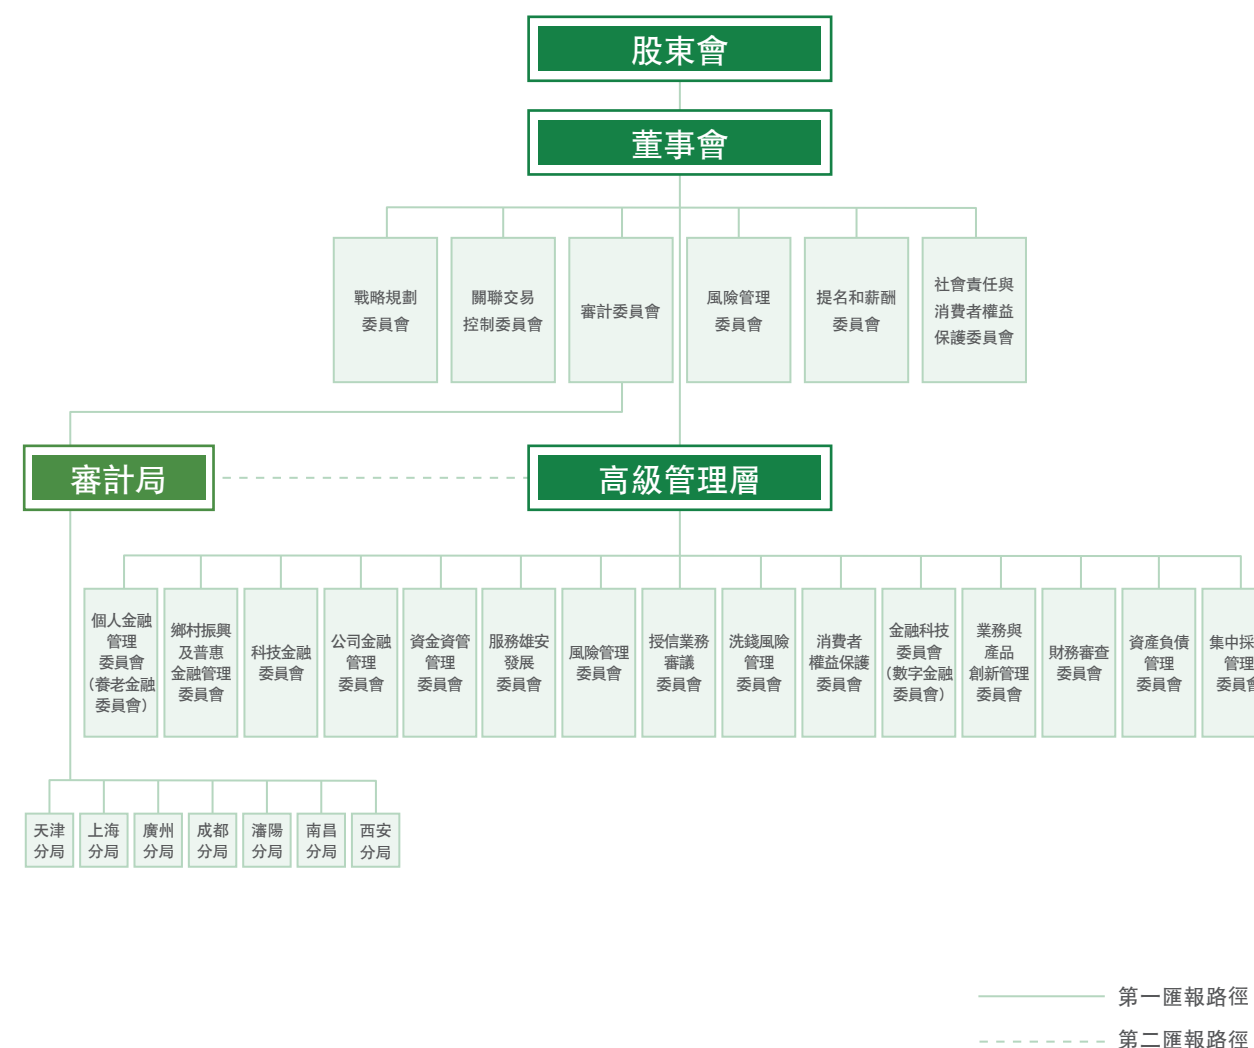 股東會
董事會
戰略規劃
委員會
關聯交易
控制委員會
審計委員會
風險管理
委員會
提名和薪酬
委員會
社會責任與
消費者權益
保護委員會
審計局
高級管理層
個人金融
管理
委員會
（養老金融
委員會）
鄉村振興
及普惠
金融管理
委員會
科技金融
委員會
公司金融
管理
委員會
資金資管
管理
委員會
服務雄安
發展
委員會
風險管理
委員會
授信業務
審議
委員會
洗錢風險
管理
委員會
消費者
權益保護
委員會
金融科技
委員會
（數字金融
委員會）
業務與
產品
創新管理
委員會
財務審查
委員會
資產負債
管理
委員會
集中採
管理
委員會
天津
分局
上海
分局
廣州
分局
成都
分局
瀋陽
分局
南昌
分局
西安
分局
第一匯報路徑
第二匯報路徑